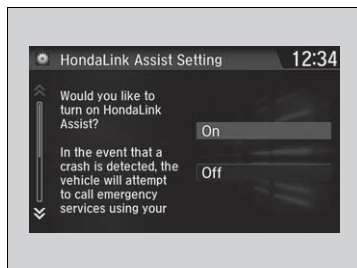 HondaLink Assist Setting
12:34
Would you like to
turn on HondaLink
Assist?
In the event that a
crash is detected, the
vehicle will attempt
to call emergency
services using your
On
Off